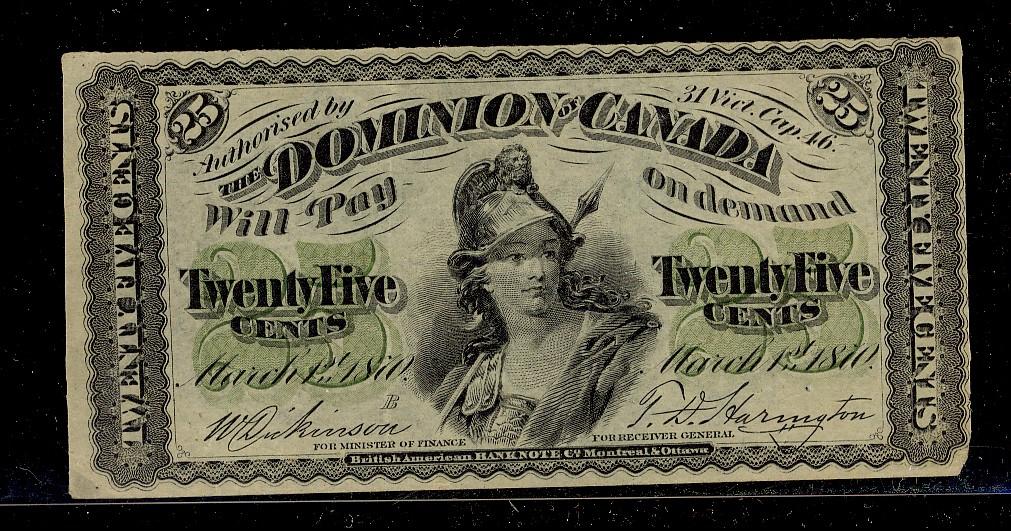 25
Authorised by
31 Vict. Cap. 46.
25
THE DOMINION OF CANADA
Will Pay
on demand
TWENTY FIVE CENTS
TWENTY FIVE CENTS
25
25
Twenty Five
CENTS
Twenty Five
CENTS
March 1st, 1870.
March 1st, 1870.
B
W Dickinson
T. D. Harington
FOR MINISTER OF FINANCE
FOR RECEIVER GENERAL
British American BANK NOTE Co. Montreal & Ottawa